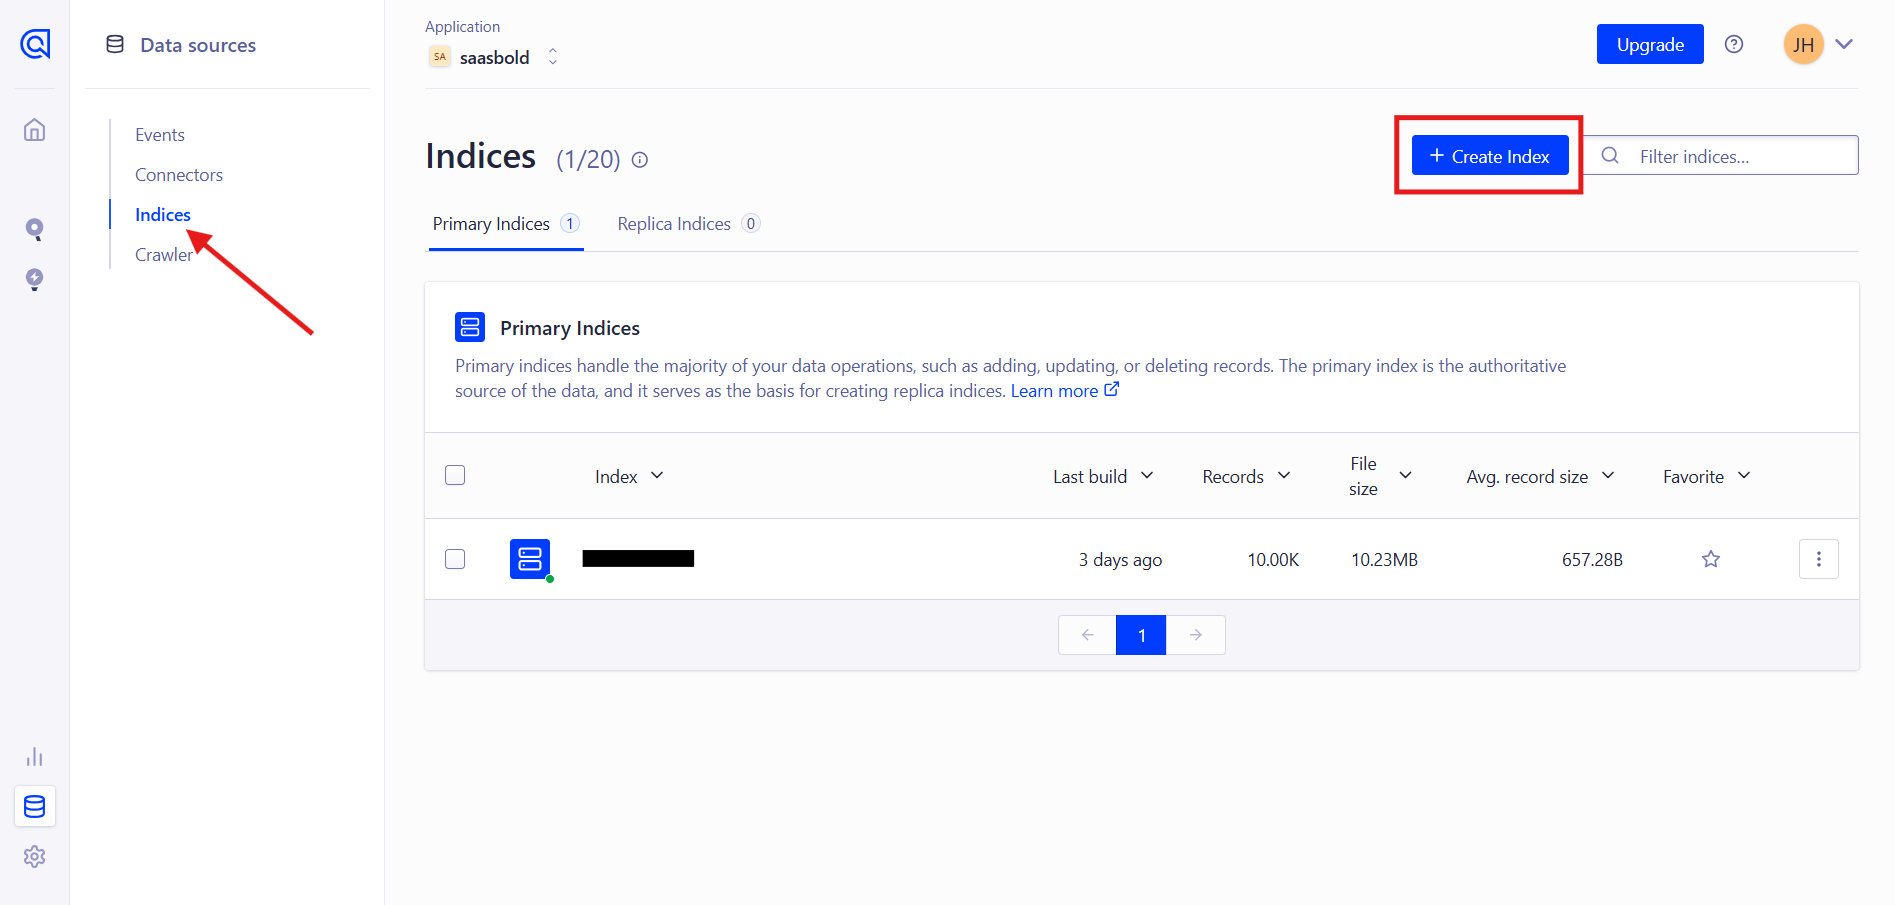 Data sources
Events
Connectors
Indices
Crawler
Application
SA saasbold
Upgrade
JH
Indices (1/20)
+ Create Index
Filter indices...
Primary Indices 1
Replica Indices 0
Primary Indices
Primary indices handle the majority of your data operations, such as adding, updating, or deleting records. The primary index is the authoritative
source of the data, and it serves as the basis for creating replica indices. Learn more
Index
Last build
Records
File
size
Avg. record size
Favorite
3 days ago
10.00K
10.23MB
657.28B
1